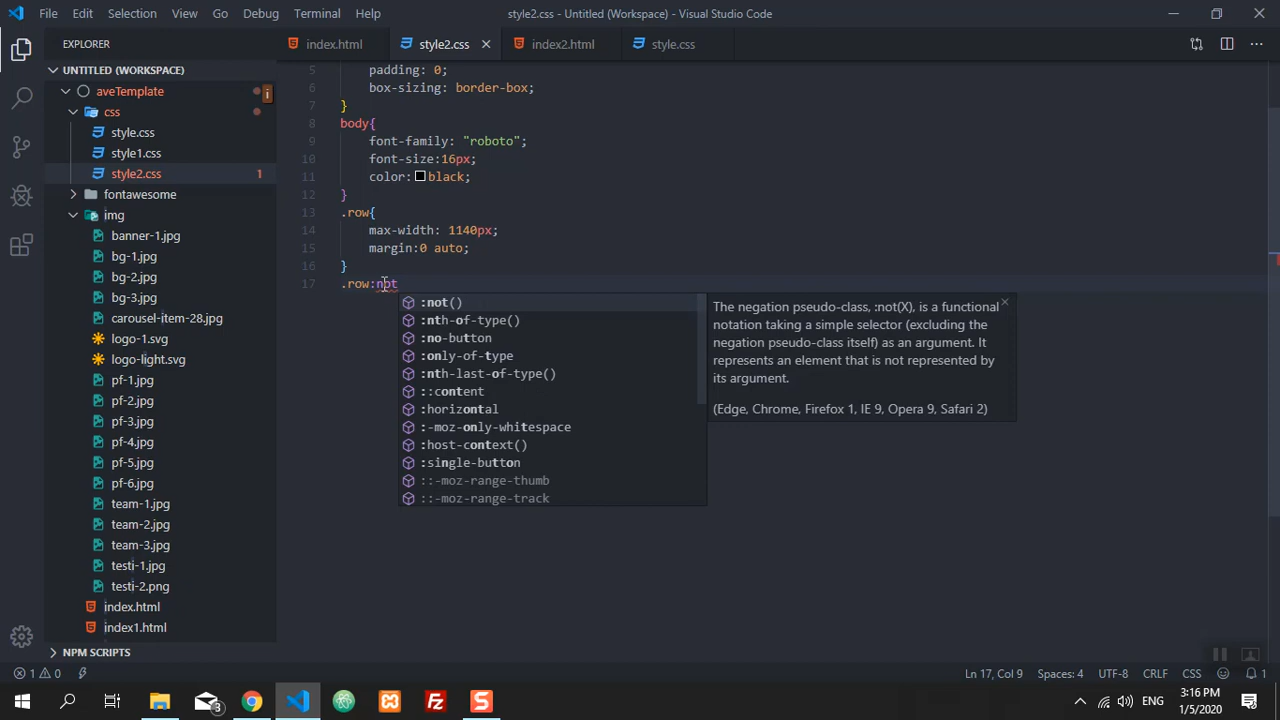 File Edit Selection View Go Debug Terminal Help
style2.css - Untitled (Workspace) - Visual Studio Code
EXPLORER
index.html
style2.css
index2.html
style.css
UNTITLED (WORKSPACE)
aveTemplate
i
css
style.css
style1.css
style2.css 1
fontawesome
img
banner-1.jpg
bg-1.jpg
bg-2.jpg
bg-3.jpg
carousel-item-28.jpg
logo-1.svg
logo-light.svg
pf-1.jpg
pf-2.jpg
pf-3.jpg
pf-4.jpg
pf-5.jpg
pf-6.jpg
team-1.jpg
team-2.jpg
team-3.jpg
testi-1.jpg
testi-2.png
index.html
index1.html
NPM SCRIPTS
5 padding: 0;
6 box-sizing: border-box;
7 }
8 body{
9 font-family: "roboto";
10 font-size:16px;
11 color: black;
12 }
13 .row{
14 max-width: 1140px;
15 margin:0 auto;
16 }
17 .row:not
:not()
:nth-of-type()
:no-button
:only-of-type
:nth-last-of-type()
::content
:horizontal
:-moz-only-whitespace
:host-context()
:single-button
::-moz-range-thumb
::-moz-range-track
The negation pseudo-class, :not(X), is a functional
notation taking a simple selector (excluding the
negation pseudo-class itself) as an argument. It
represents an element that is not represented by
its argument.
(Edge, Chrome, Firefox 1, IE 9, Opera 9, Safari 2)
1 0
Ln 17, Col 9 Spaces: 4 UTF-8 CRLF CSS 1
3
ENG
3:16 PM
1/5/2020